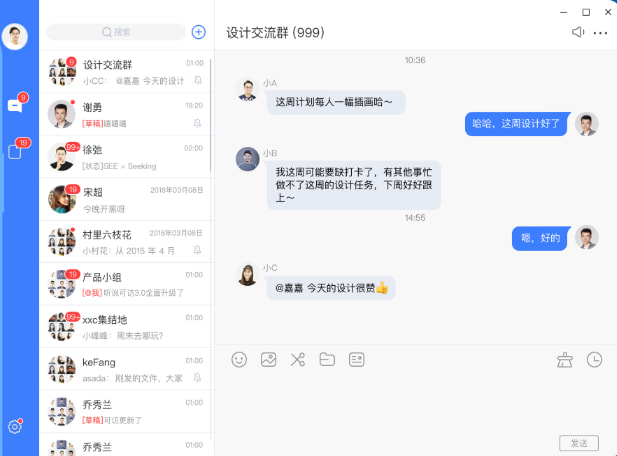 搜索
9
19
9
设计交流群
01:00
小CC： @嘉嘉 今天的设计
谢勇
19:20
[草稿]嘻嘻嘻
99+
徐弛
02:00
[状态]SEE = Seeking
19
宋超
2018年03月08日
今晚开黑呀
村里六枝花
2018年03月08日
小村花：从 2015 年 4 月
19
产品小组
01:00
[@我] 听说可访3.0全面升级了
99+
xxc集结地
01:00
小峰峰：周末去哪玩？
keFang
01:00
asada：刚发的文件，大家
乔秀兰
01:00
[草稿]可访更新了
乔秀兰
01:00
设计交流群 (999)
10:36
小A
这周计划每人一幅插画哈～
哈哈，这周设计好了
小B
我这周可能要缺打卡了，有其他事忙
做不了这周的设计任务，下周好好跟
上～
14:55
嗯，好的
小C
@嘉嘉 今天的设计很赞👍
发送